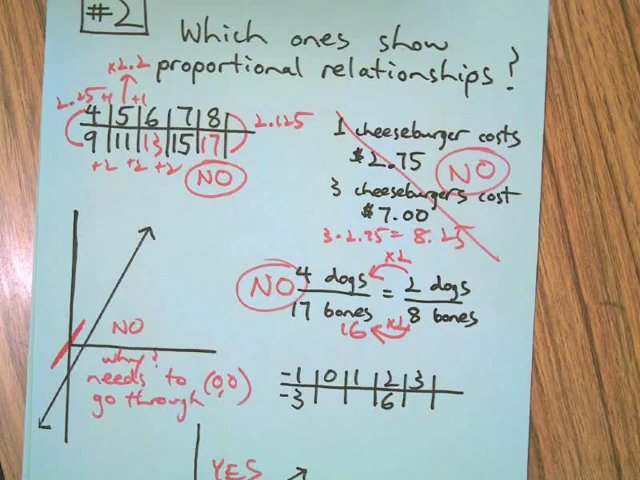 #2
Which ones show
proportional relationships?
x2.2
2.25 +1 +1
4 5 6 7 8
9 11 13 15 17
2.125
+2 +2 +2
NO
1 cheeseburger costs
$2.75
NO
3 cheeseburgers cost
$7.00
3·2.75 = 8.25
x2
NO
4 dogs = 2 dogs
17 bones 8 bones
16 x2
NO
why?
needs to
go through (0,0)
-1 0 1 2 3
-3 6
YES